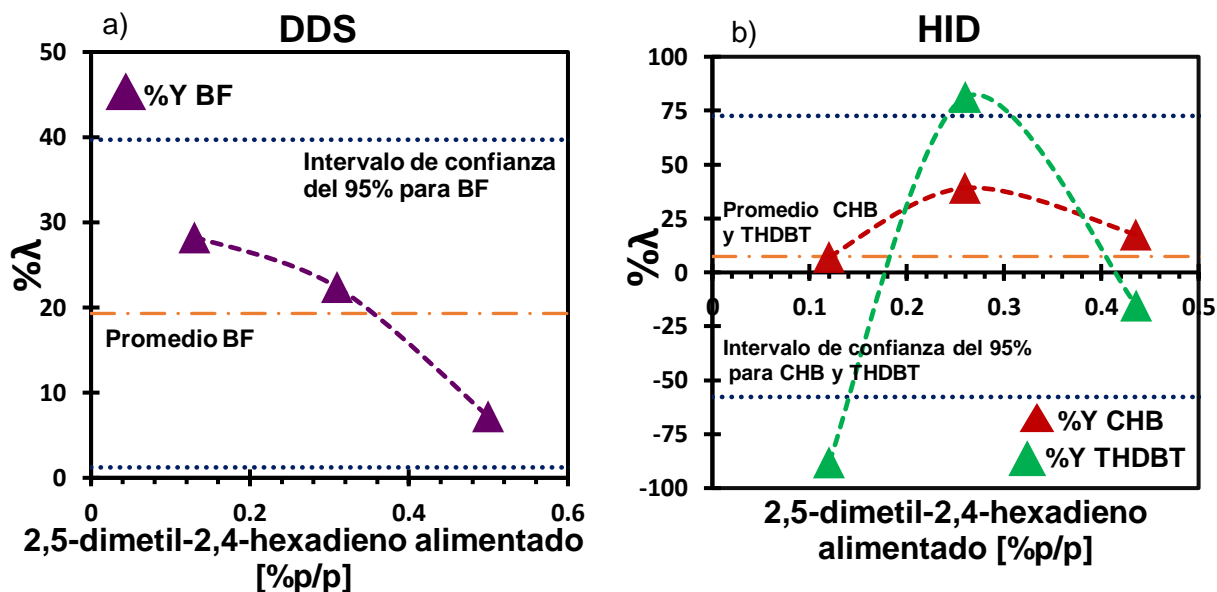 a)
DDS
50
40
30
20
10
0
%λ
%Y BF
Intervalo de confianza
del 95% para BF
Promedio BF
0
0.2
0.4
0.6
2,5-dimetil-2,4-hexadieno alimentado
[%p/p]
b)
HID
100
75
50
25
0
-25
-50
-75
-100
%λ
Promedio CHB
y THDBT
0
0.1
0.2
0.3
0.4
0.5
Intervalo de confianza del 95%
para CHB y THDBT
%Y CHB
%Y THDBT
2,5-dimetil-2,4-hexadieno
alimentado [%p/p]